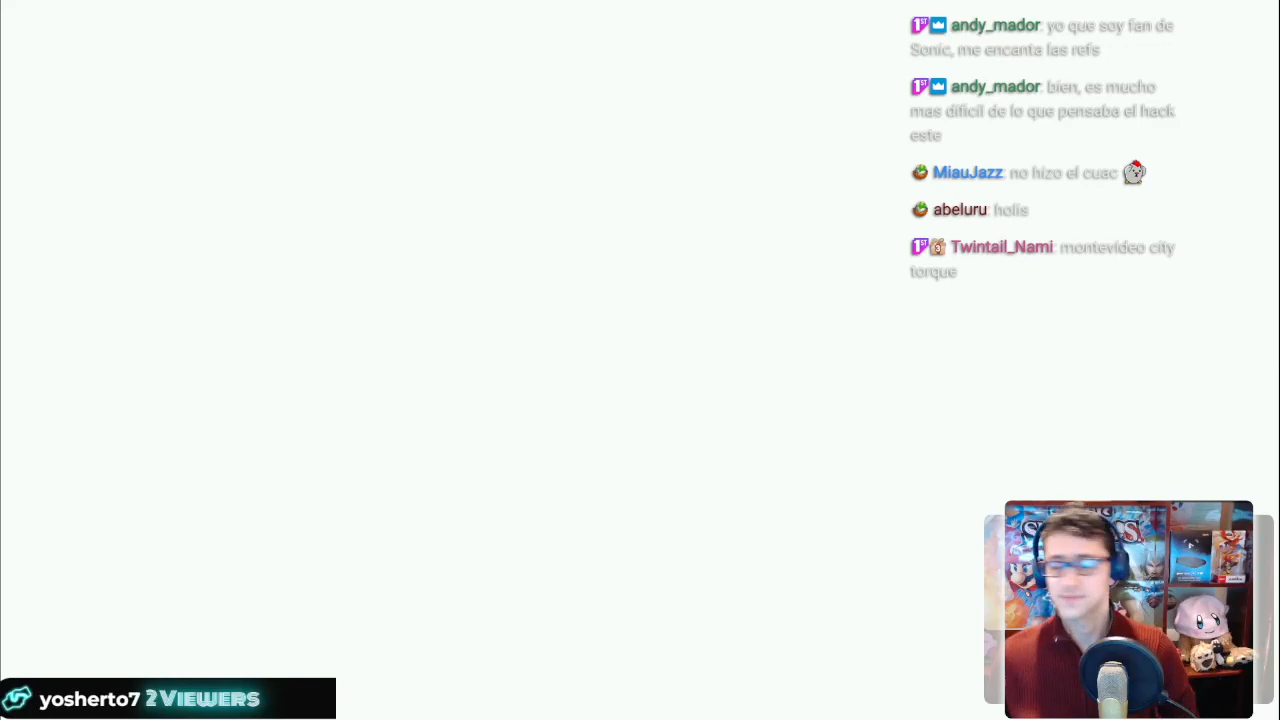 andy_mador: yo que soy fan de
Sonic, me encanta las refs
andy_mador: bien, es mucho
mas dificil de lo que pensaba el hack
este
MiauJazz: no hizo el cuac
abeluru: holis
Twintail_Nami: montevideo city
torque
yosherto7 2 VIEWERS